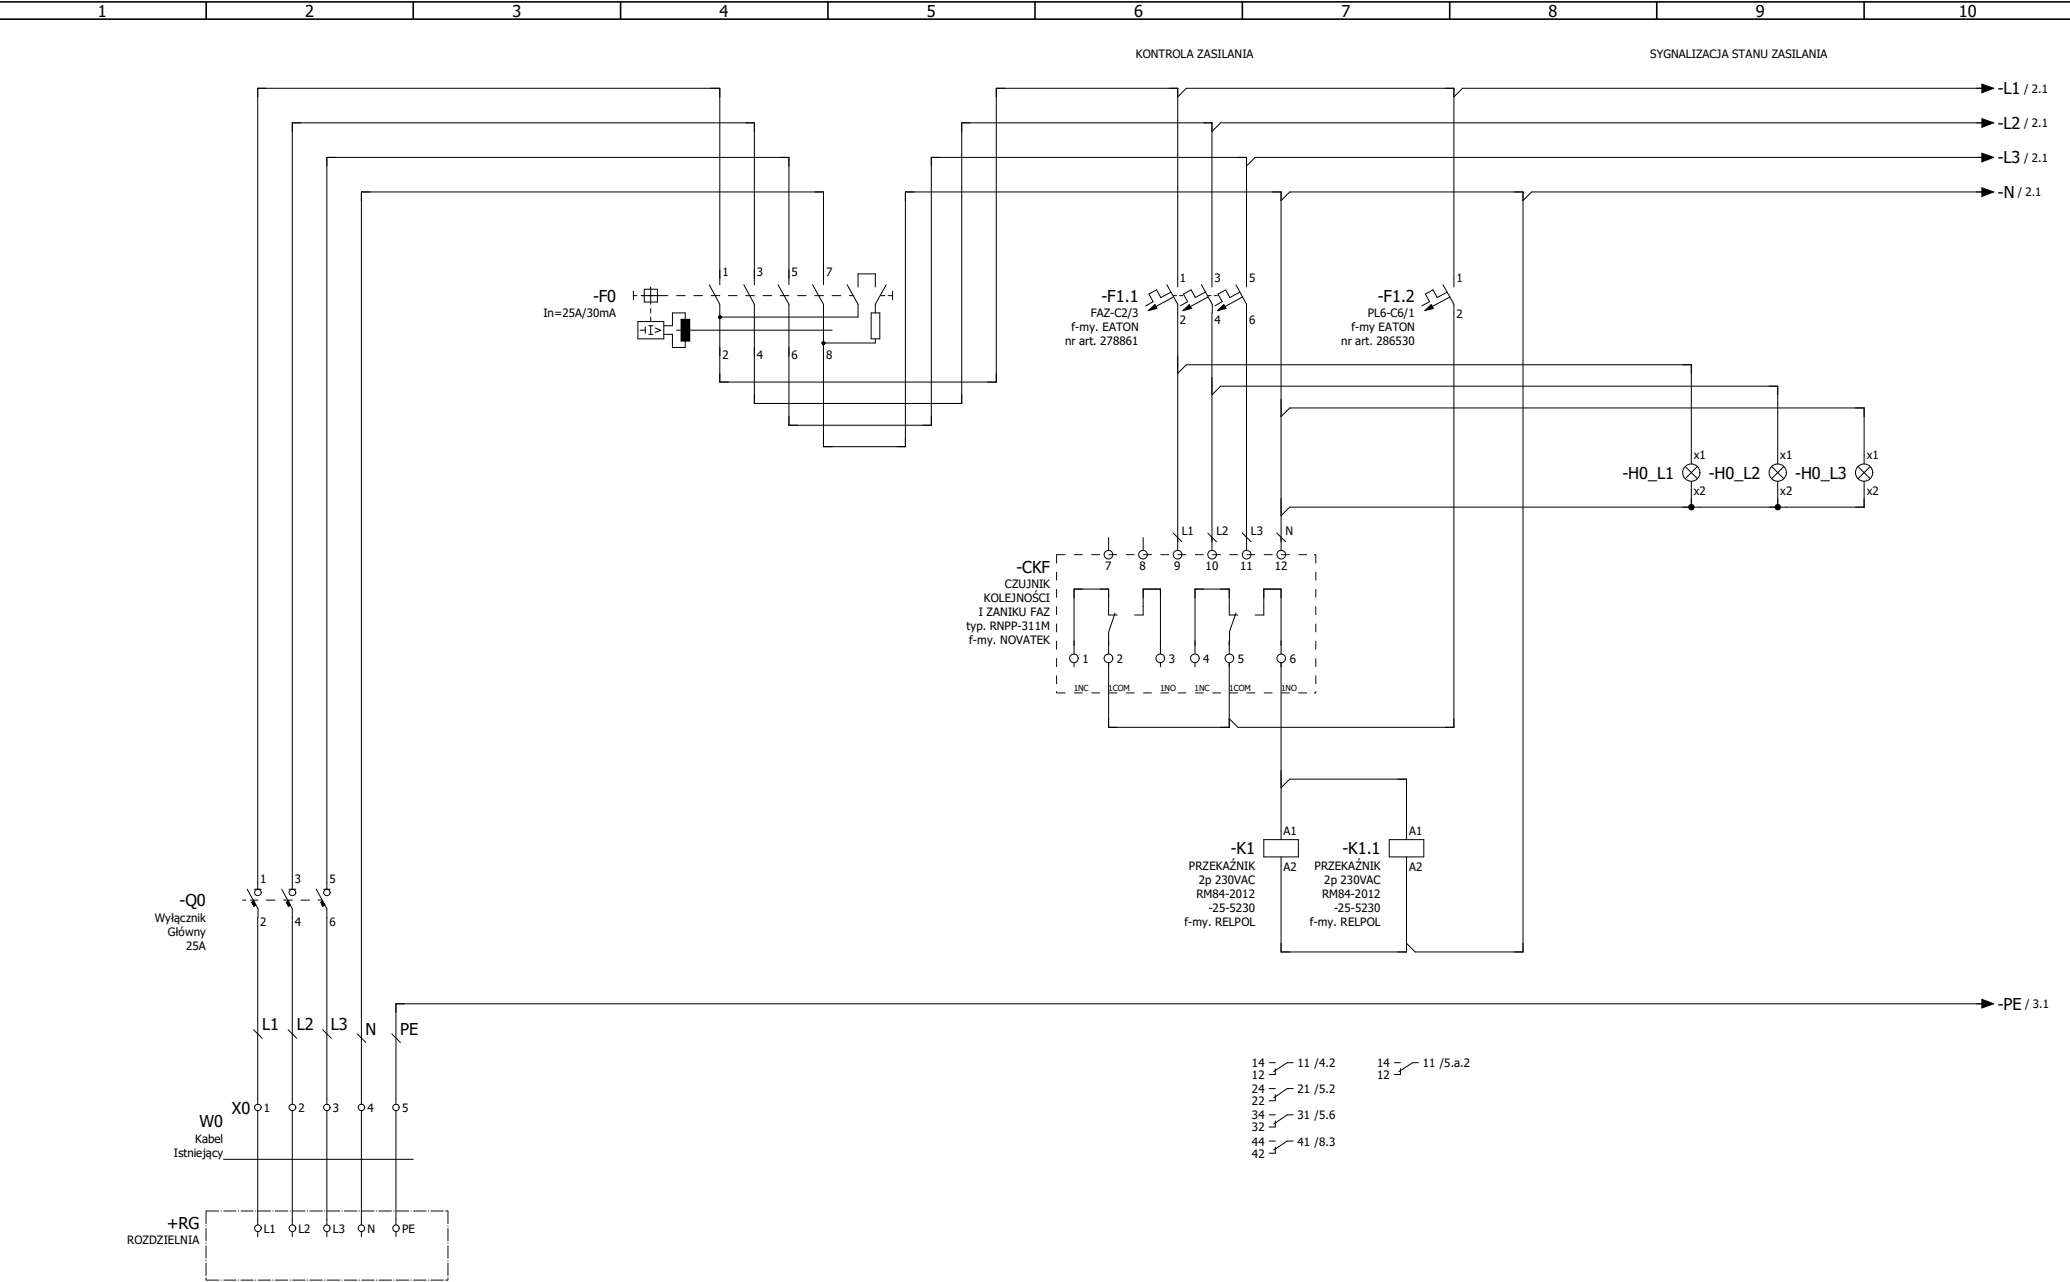 1 2 3 4 5 6 7 8 9 10
KONTROLA ZASILANIA
SYGNALIZACJA STANU ZASILANIA
-L1 / 2.1
-L2 / 2.1
-L3 / 2.1
-N / 2.1
-F0
In=25A/30mA
1 3 5 7
I>
2 4 6 8
-F1.1
FAZ-C2/3
f-my. EATON
nr art. 278861
1 3 5
2 4 6
-F1.2
PL6-C6/1
f-my EATON
nr art. 286530
1
2
-H0_L1 x1 x2
-H0_L2 x1 x2
-H0_L3 x1 x2
L1 L2 L3 N
7 8 9 10 11 12
-CKF
CZUJNIK
KOLEJNOŚCI
I ZANIKU FAZ
typ. RNPP-311M
f-my. NOVATEK
1 2 3 4 5 6
1NC 1COM 1NO 1NC 1COM 1NO
-K1
PRZEKAŹNIK
2p 230VAC
RM84-2012
-25-5230
f-my. RELPOL
A1
A2
-K1.1
PRZEKAŹNIK
2p 230VAC
RM84-2012
-25-5230
f-my. RELPOL
A1
A2
-Q0
Wyłącznik
Główny
25A
1 3 5
2 4 6
-PE / 3.1
L1 L2 L3 N PE
14 11 /4.2
12
24 21 /5.2
22
34 31 /5.6
32
44 41 /8.3
42
14 11 /5.a.2
12
X0 1 2 3 4 5
W0
Kabel
Istniejący
+RG
ROZDZIELNIA
L1 L2 L3 N PE